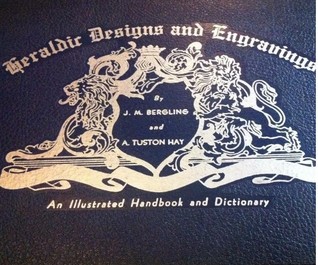 Heraldic Designs and Engravings
By
J. M. BERGLING
and
A. TUSTON HAY
An Illustrated Handbook and Dictionary